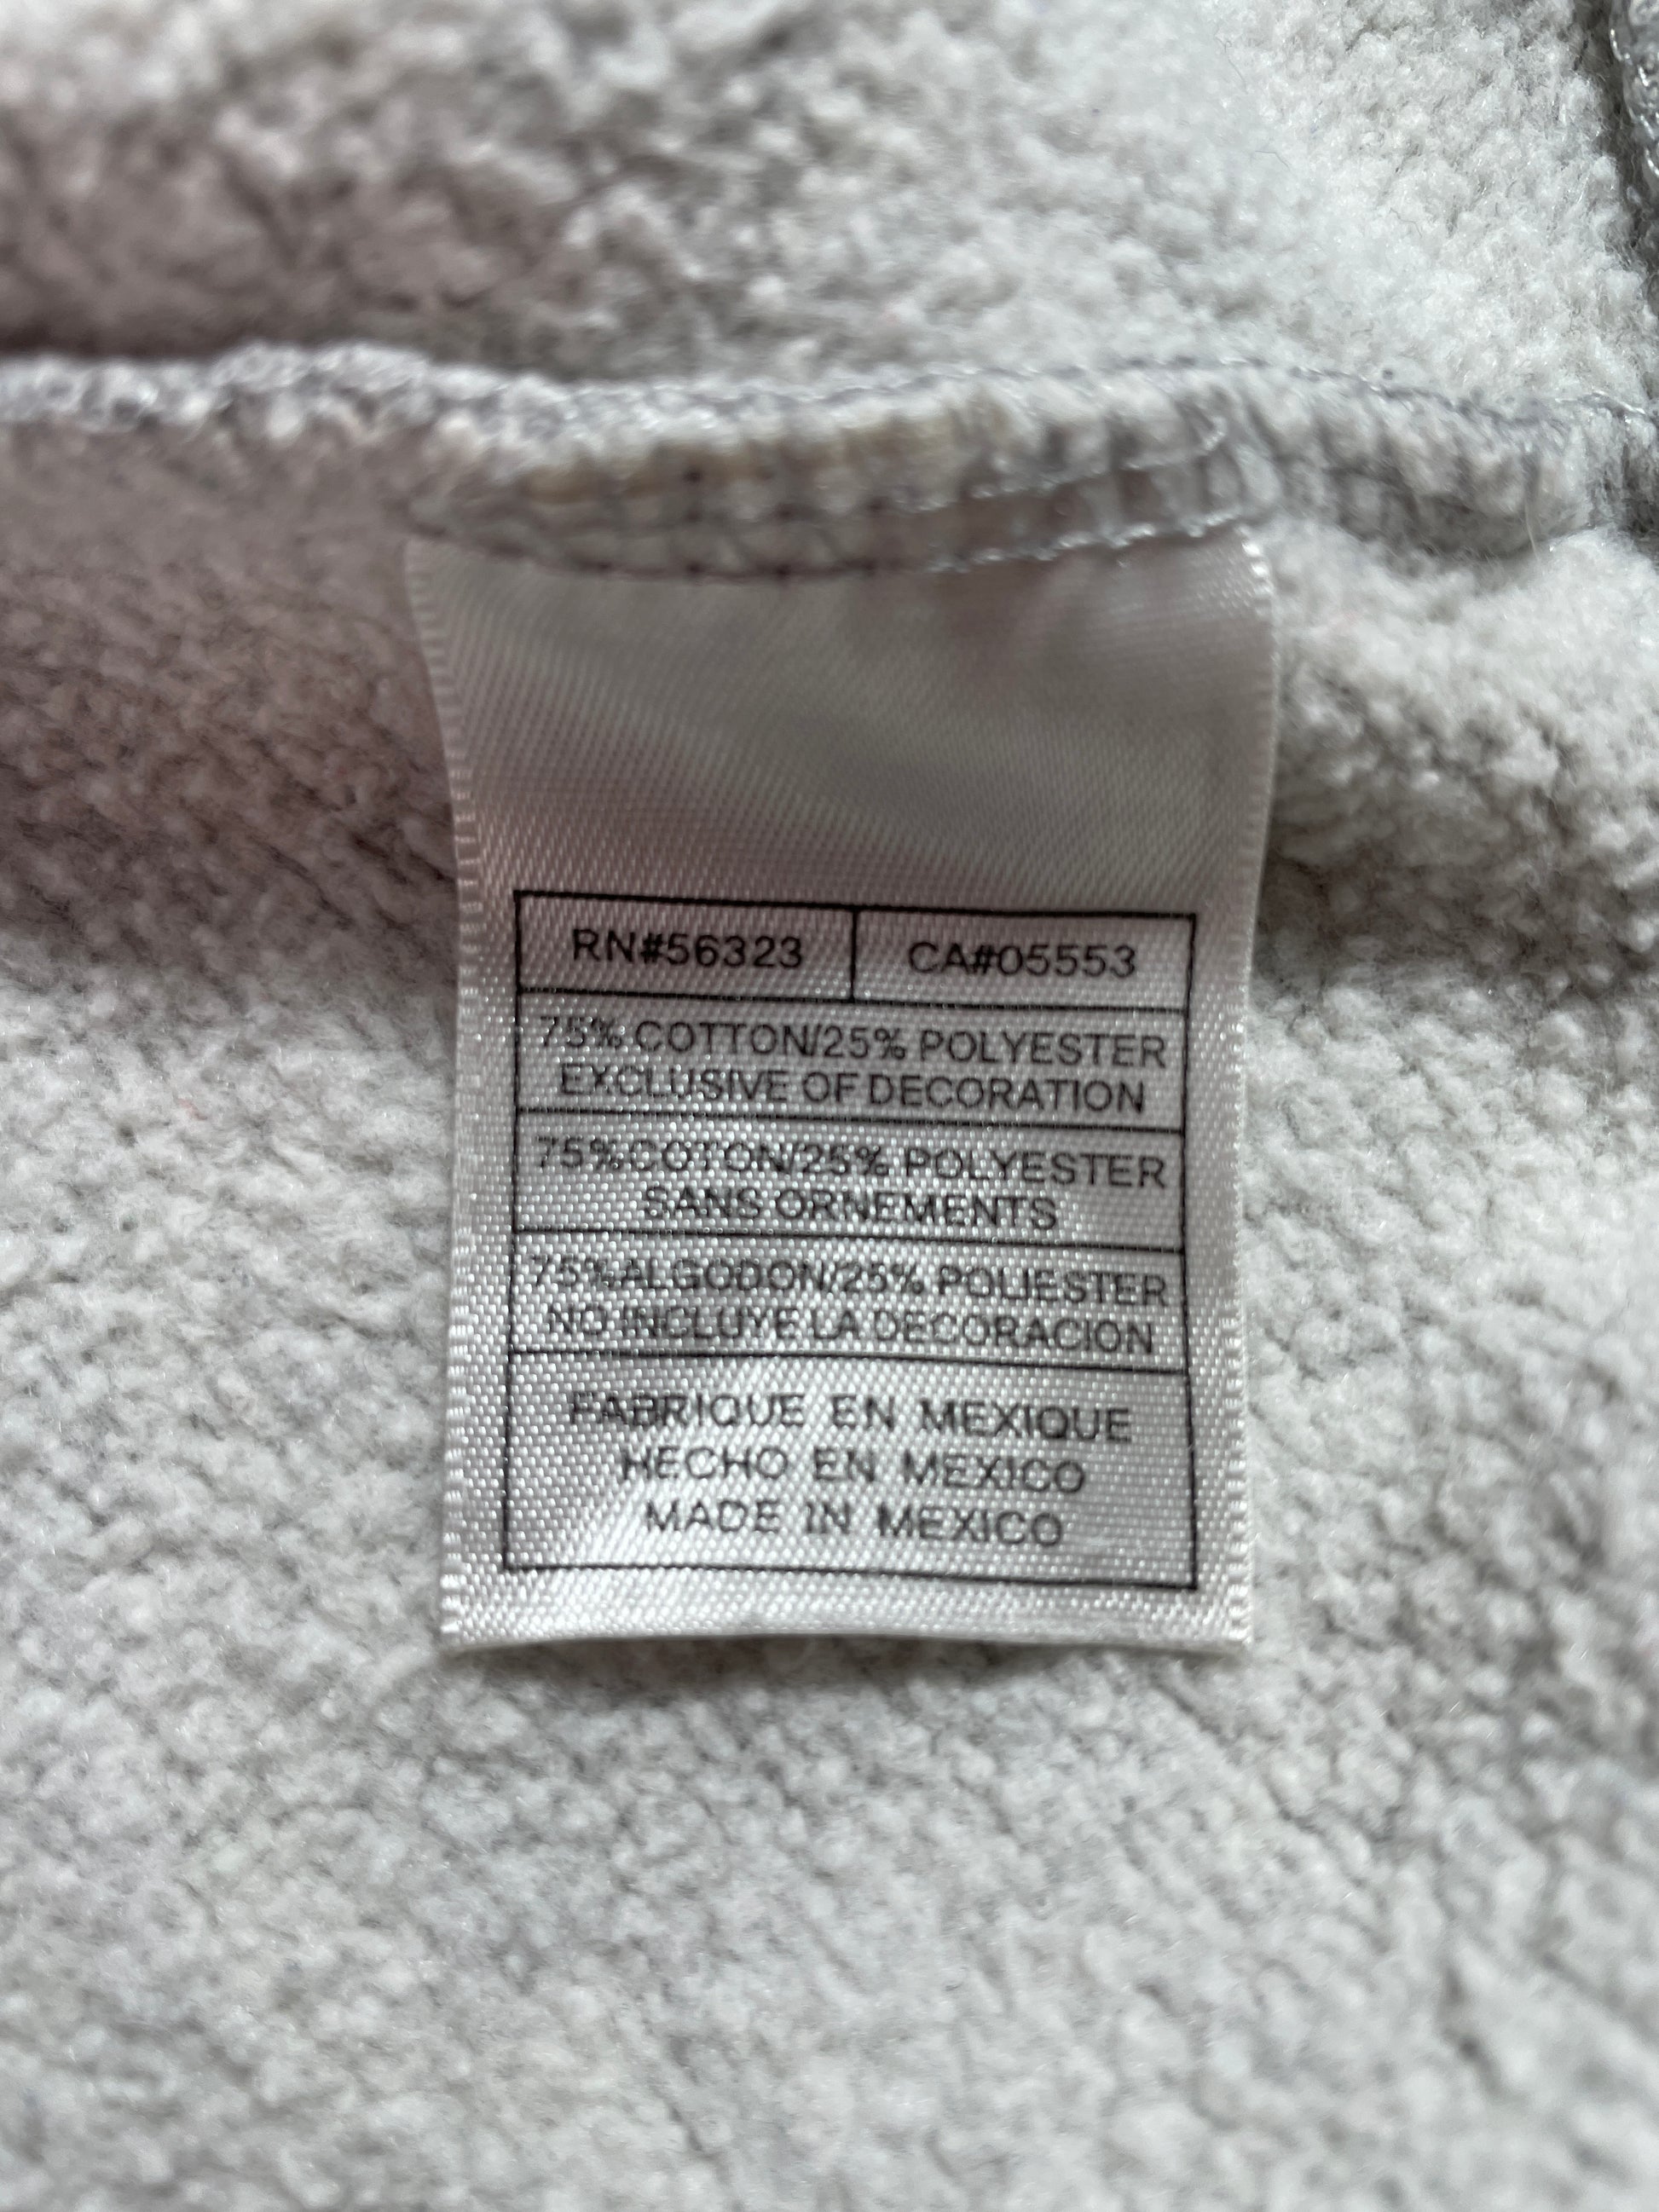 RN#56323 CA#05553
75% COTTON/25% POLYESTER
EXCLUSIVE OF DECORATION
75% COTON/25% POLYESTER
SANS ORNEMENTS
75% ALGODON/25% POLIESTER
NO INCLUYE LA DECORACION
FABRIQUE EN MEXIQUE
HECHO EN MEXICO
MADE IN MEXICO